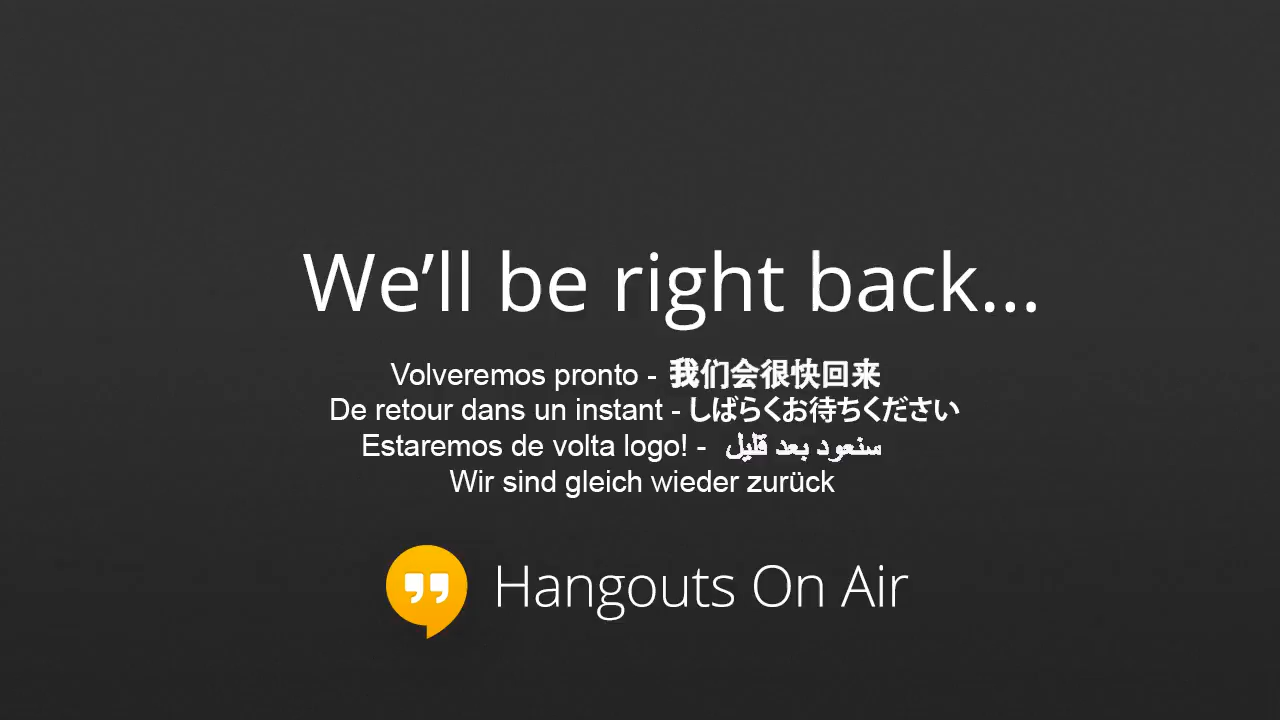 We’ll be right back...
Volveremos pronto - 我们会很快回来
De retour dans un instant - しばらくお待ちください
Estaremos de volta logo! - سنعود بعد قليل
Wir sind gleich wieder zurück
Hangouts On Air